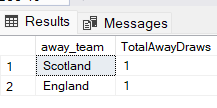 Results Messages
away_team TotalAwayDraws
1 Scotland 1
2 England 1